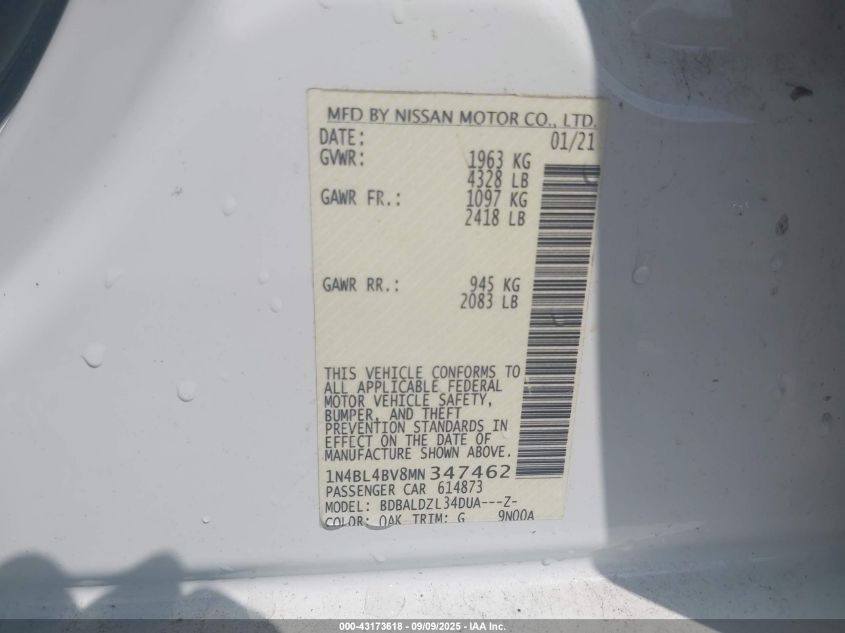 MFD BY NISSAN MOTOR CO., LTD.
DATE: 01/21
GVWR: 1963 KG
4328 LB
GAWR FR.: 1097 KG
2418 LB
GAWR RR.: 945 KG
2083 LB
THIS VEHICLE CONFORMS TO
ALL APPLICABLE FEDERAL
MOTOR VEHICLE SAFETY,
BUMPER, AND THEFT
PREVENTION STANDARDS IN
EFFECT ON THE DATE OF
MANUFACTURE SHOWN ABOVE.
1N4BL4BV8MN347462
PASSENGER CAR 614873
MODEL: BDBALDZL34DUA---Z-
COLOR: QAK TRIM: G 9N00A
000-43173618 - 09/09/2025 - IAA Inc.